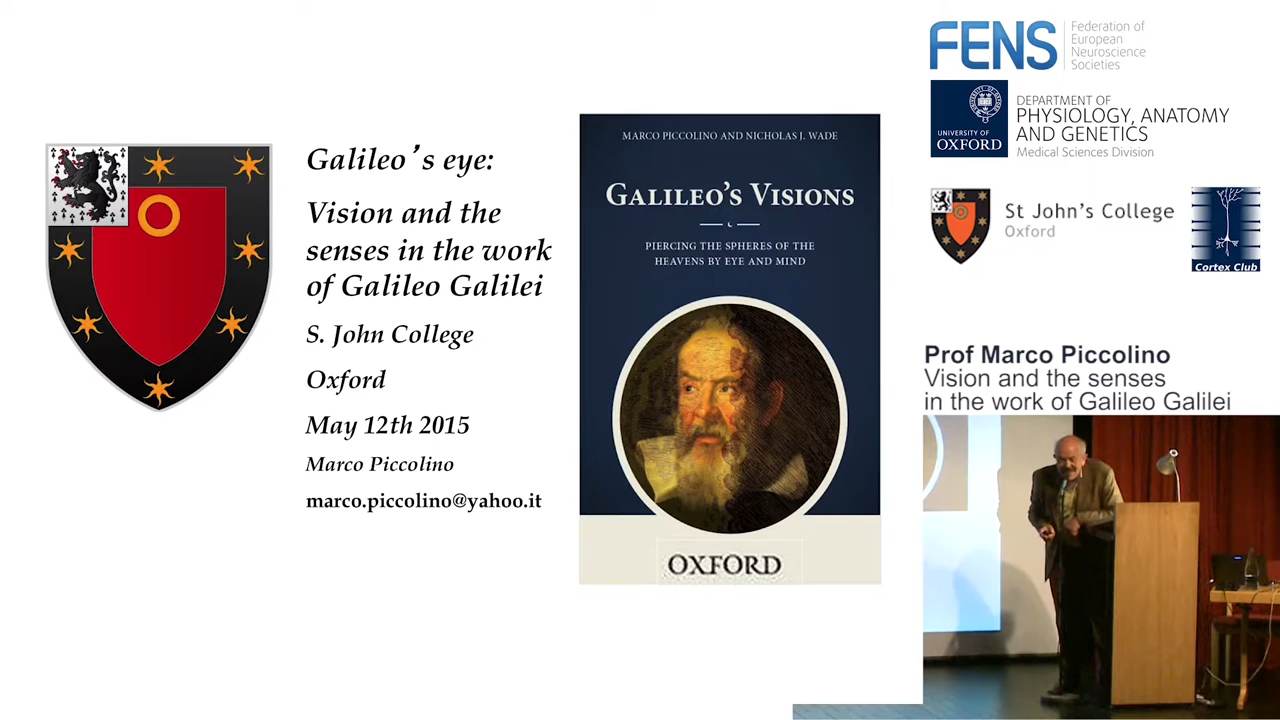 Galileo's eye:
Vision and the
senses in the work
of Galileo Galilei
S. John College
Oxford
May 12th 2015
Marco Piccolino
marco.piccolino@yahoo.it
MARCO PICCOLINO AND NICHOLAS J. WADE
GALILEO'S VISIONS
PIERCING THE SPHERES OF THE
HEAVENS BY EYE AND MIND
OXFORD
FENS
Federation of
European
Neuroscience
Societies
UNIVERSITY OF
OXFORD
DEPARTMENT OF
PHYSIOLOGY, ANATOMY
AND GENETICS
Medical Sciences Division
St John's College
Oxford
Cortex Club
Prof Marco Piccolino
Vision and the senses
in the work of Galileo Galilei